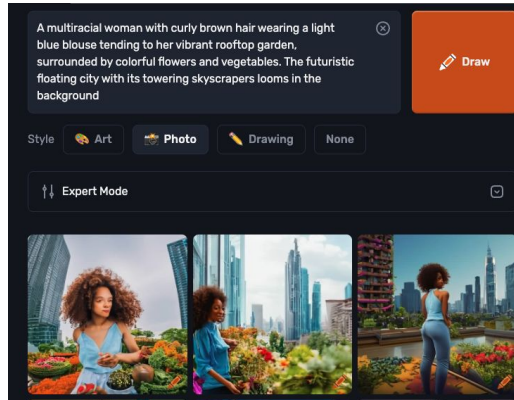 A multiracial woman with curly brown hair wearing a light
blue blouse tending to her vibrant rooftop garden,
surrounded by colorful flowers and vegetables. The futuristic
floating city with its towering skyscrapers looms in the
background
Draw
Style Art Photo Drawing None
Expert Mode